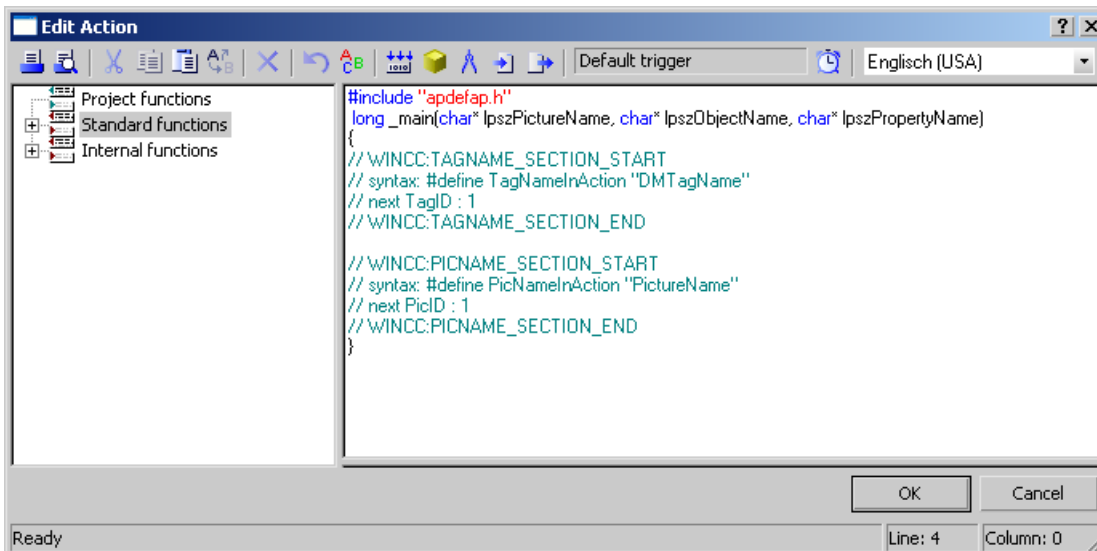 Edit Action
Default trigger
Englisch (USA)
Project functions
Standard functions
Internal functions
#include "apdefap.h"
long _main(char* lpszPictureName, char* lpszObjectName, char* lpszPropertyName)
{
// WINCC:TAGNAME_SECTION_START
// syntax: #define TagNameInAction "DMTagName"
// next TagID : 1
// WINCC:TAGNAME_SECTION_END
// WINCC:PICNAME_SECTION_START
// syntax: #define PicNameInAction "PictureName"
// next PicID : 1
// WINCC:PICNAME_SECTION_END
}
OK
Cancel
Ready
Line: 4
Column: 0